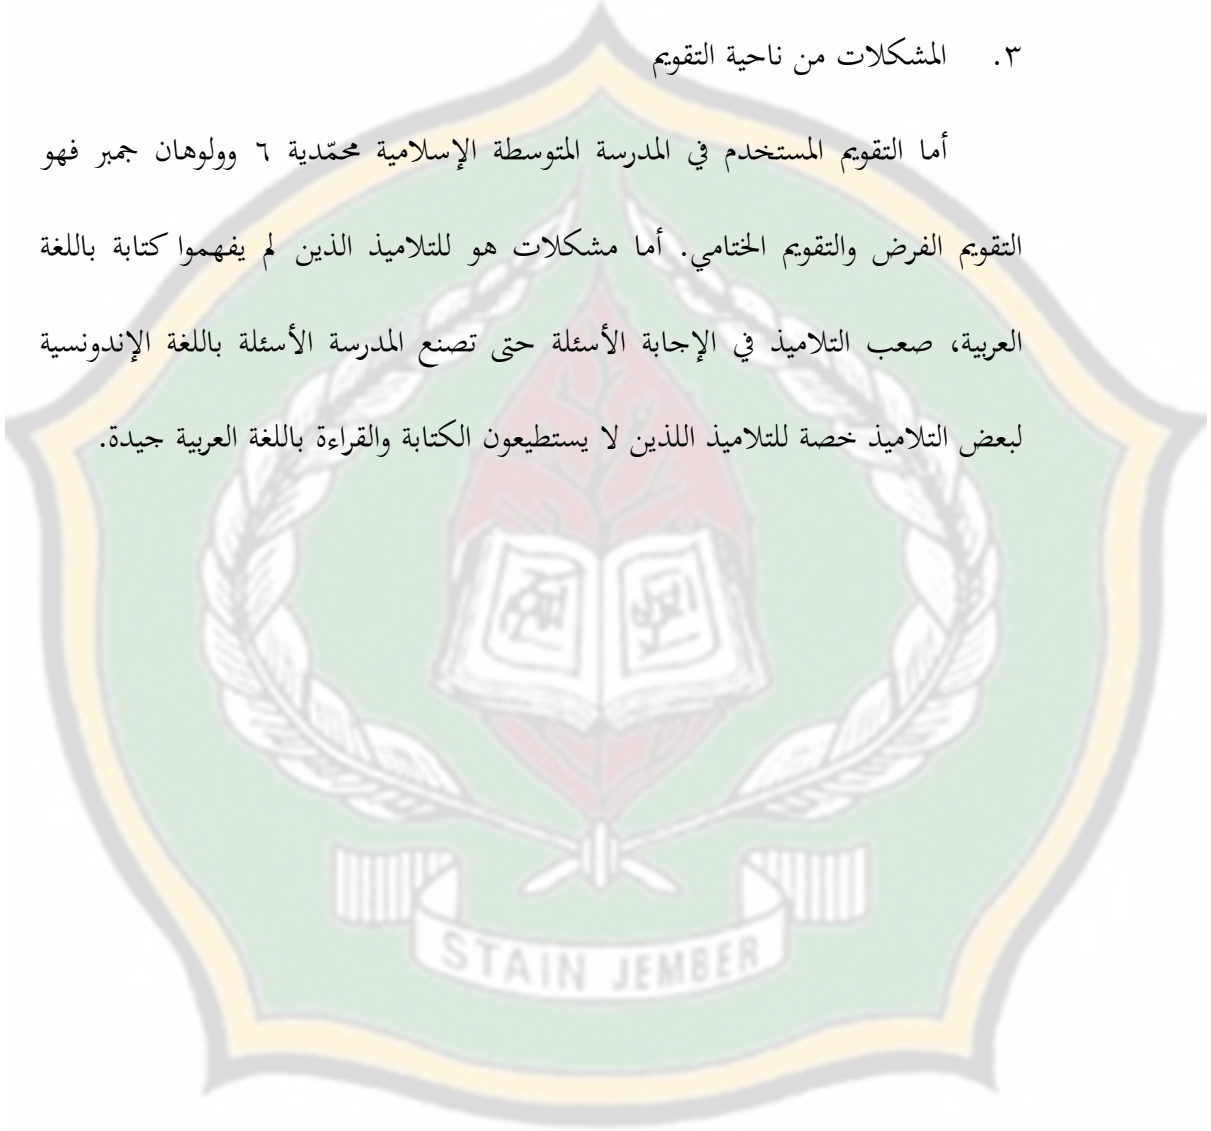 ٣. المشكلات من ناحية التقويم
أما التقويم المستخدم في المدرسة المتوسطة الإسلامية محمّدية ٦ وولوهان جمبر فهو
التقويم الفرض والتقويم الختامي. أما مشكلات هو للتلاميذ الذين لم يفهموا كتابة باللغة
العربية، صعب التلاميذ في الإجابة الأسئلة حتى تصنع المدرسة الأسئلة باللغة الإندونسية
لبعض التلاميذ خصة للتلاميذ اللذين لا يستطيعون الكتابة والقراءة باللغة العربية جيدة.
STAIN JEMBER